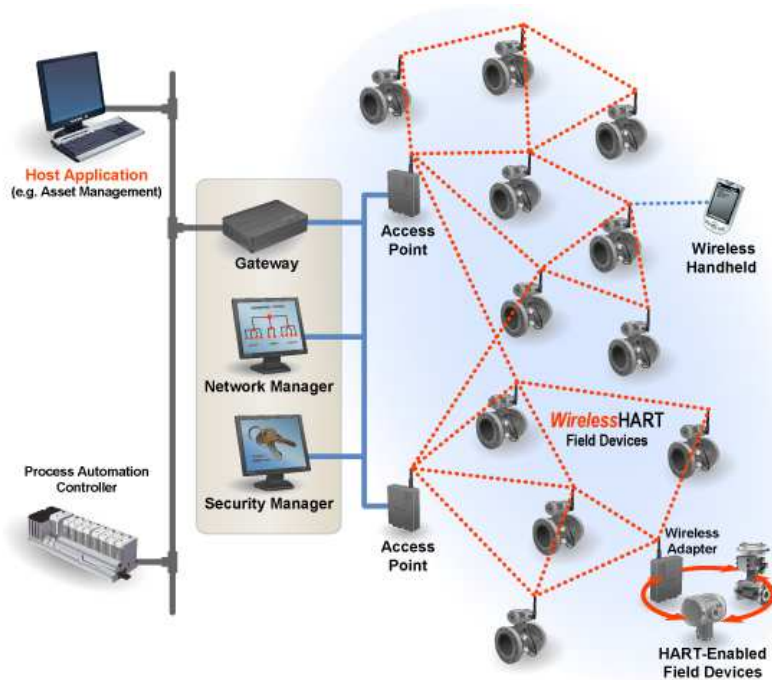 Host Application
(e.g. Asset Management)
Gateway
Access
Point
Wireless
Handheld
Network Manager
WirelessHART
Field Devices
Process Automation
Controller
Security Manager
Access
Point
Wireless
Adapter
HART-Enabled
Field Devices